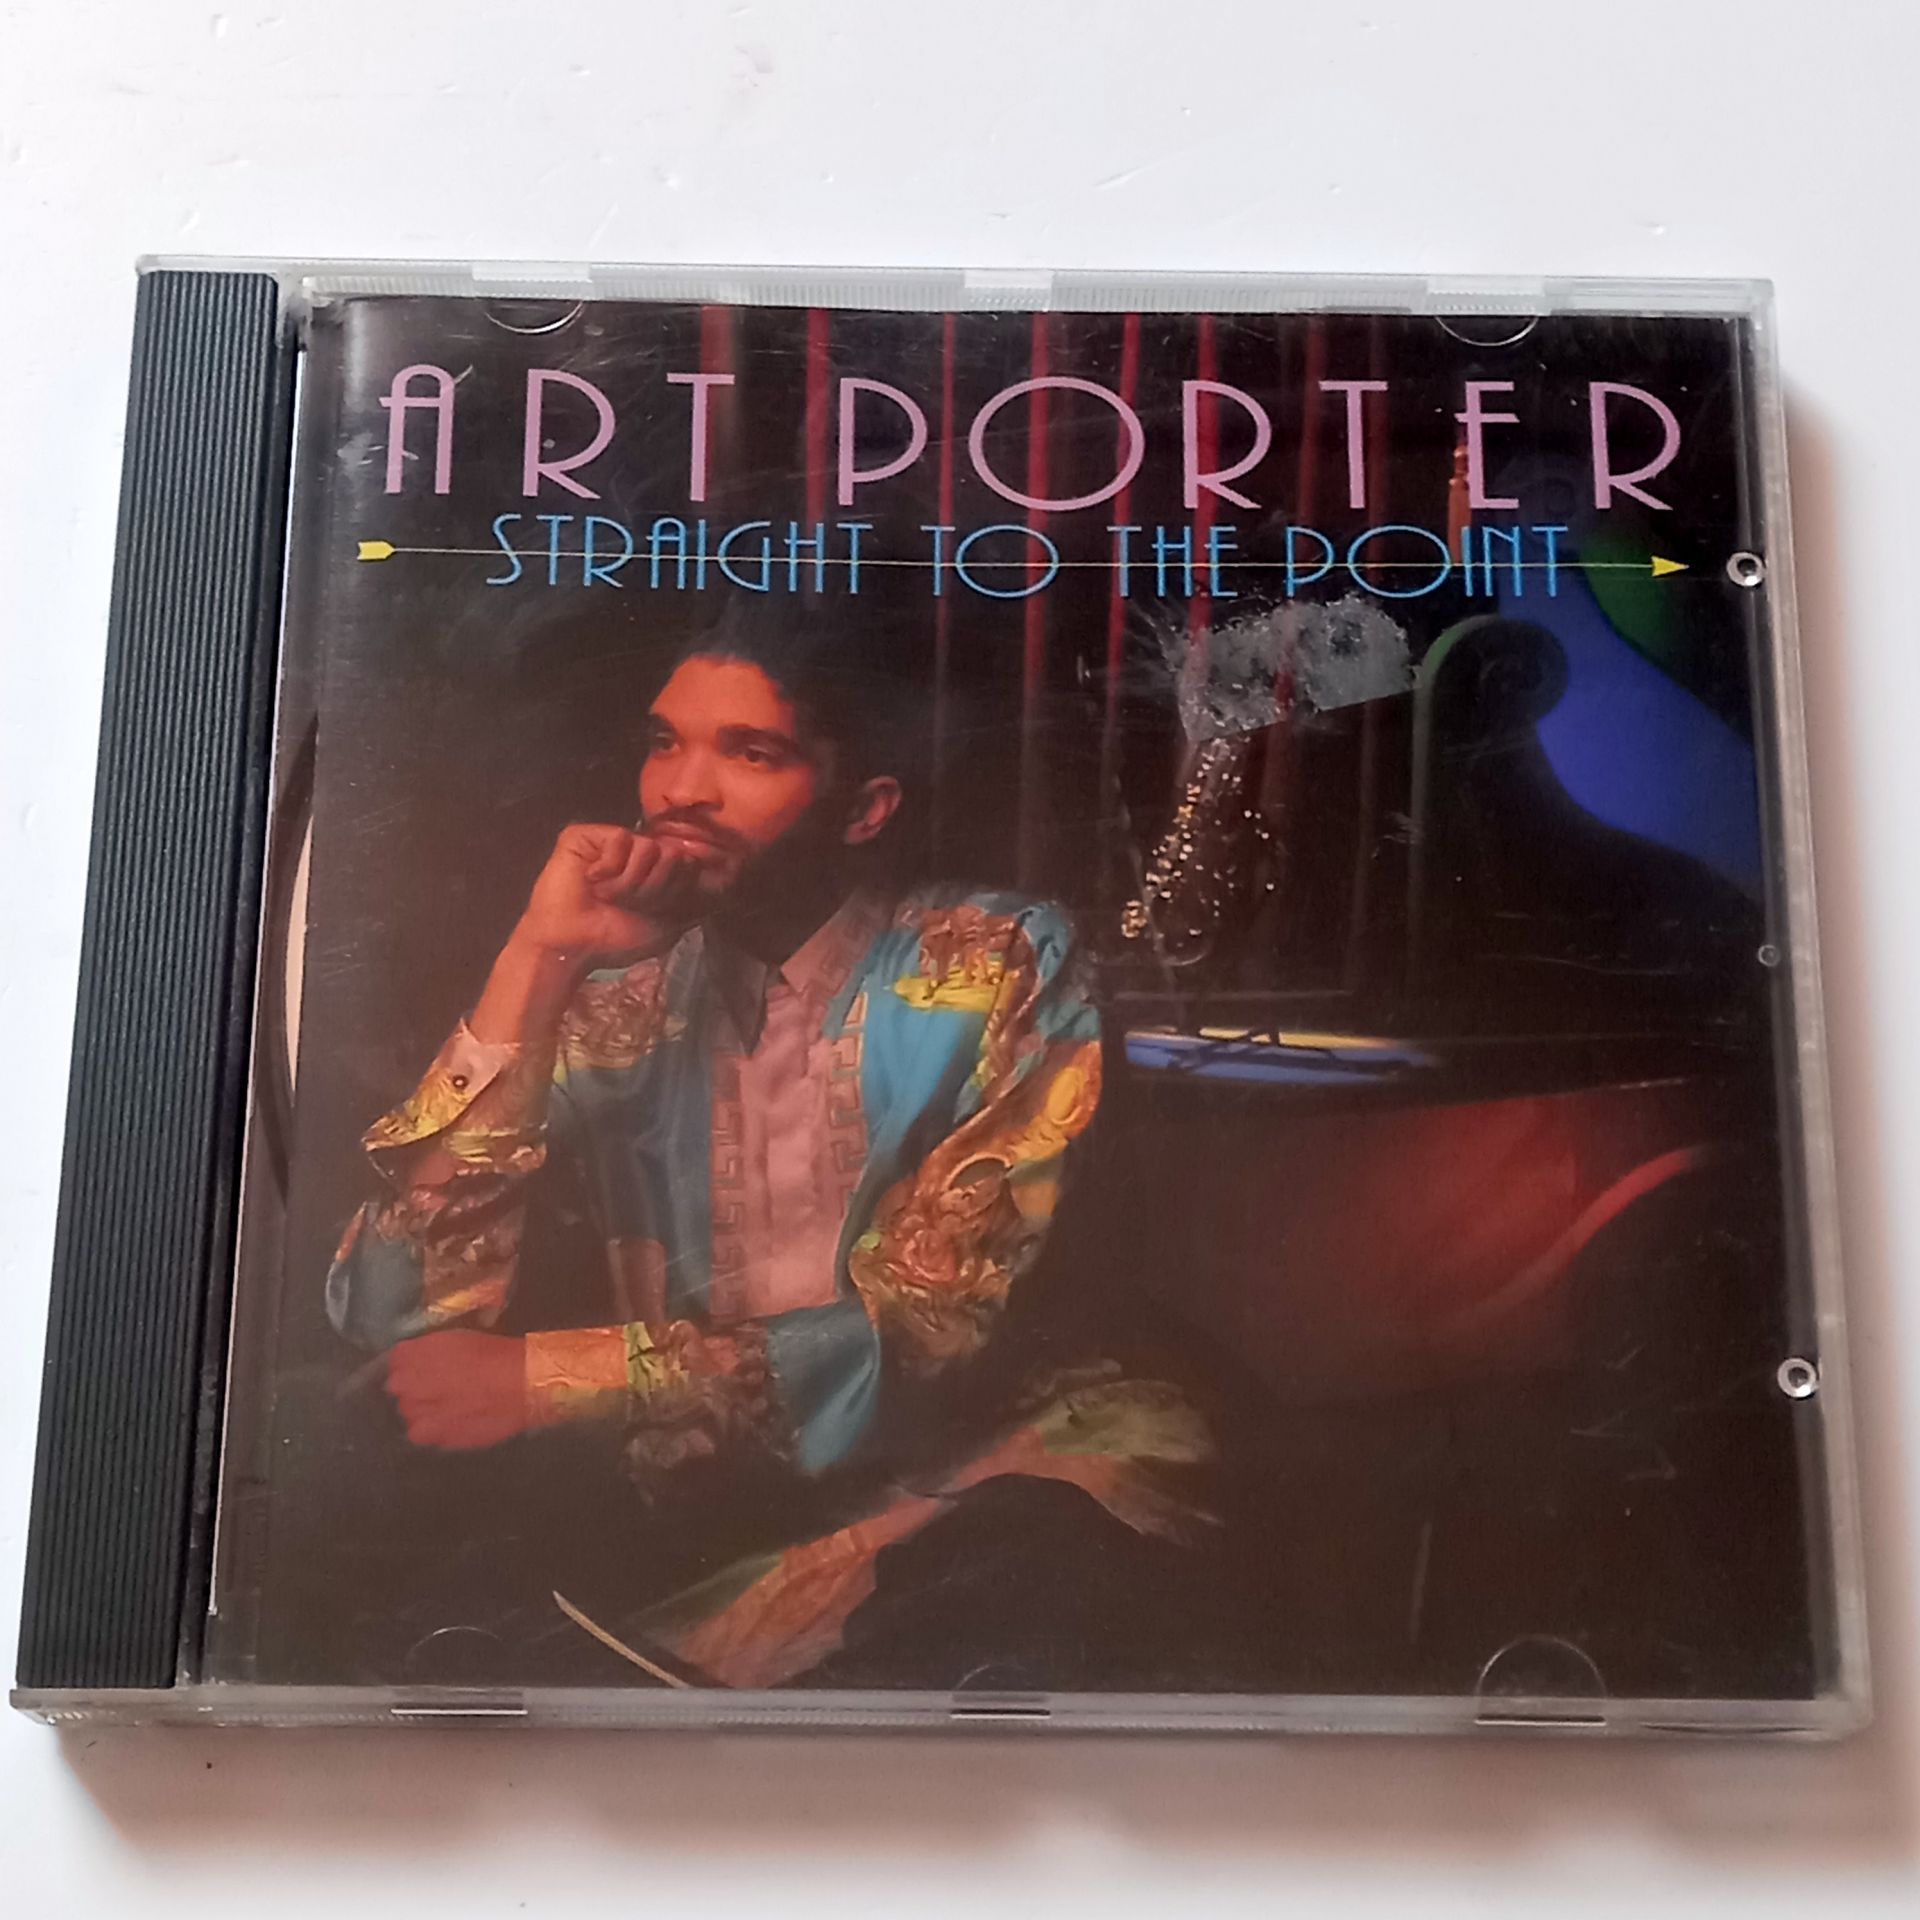 ART PORTER
STRAIGHT TO THE POINT